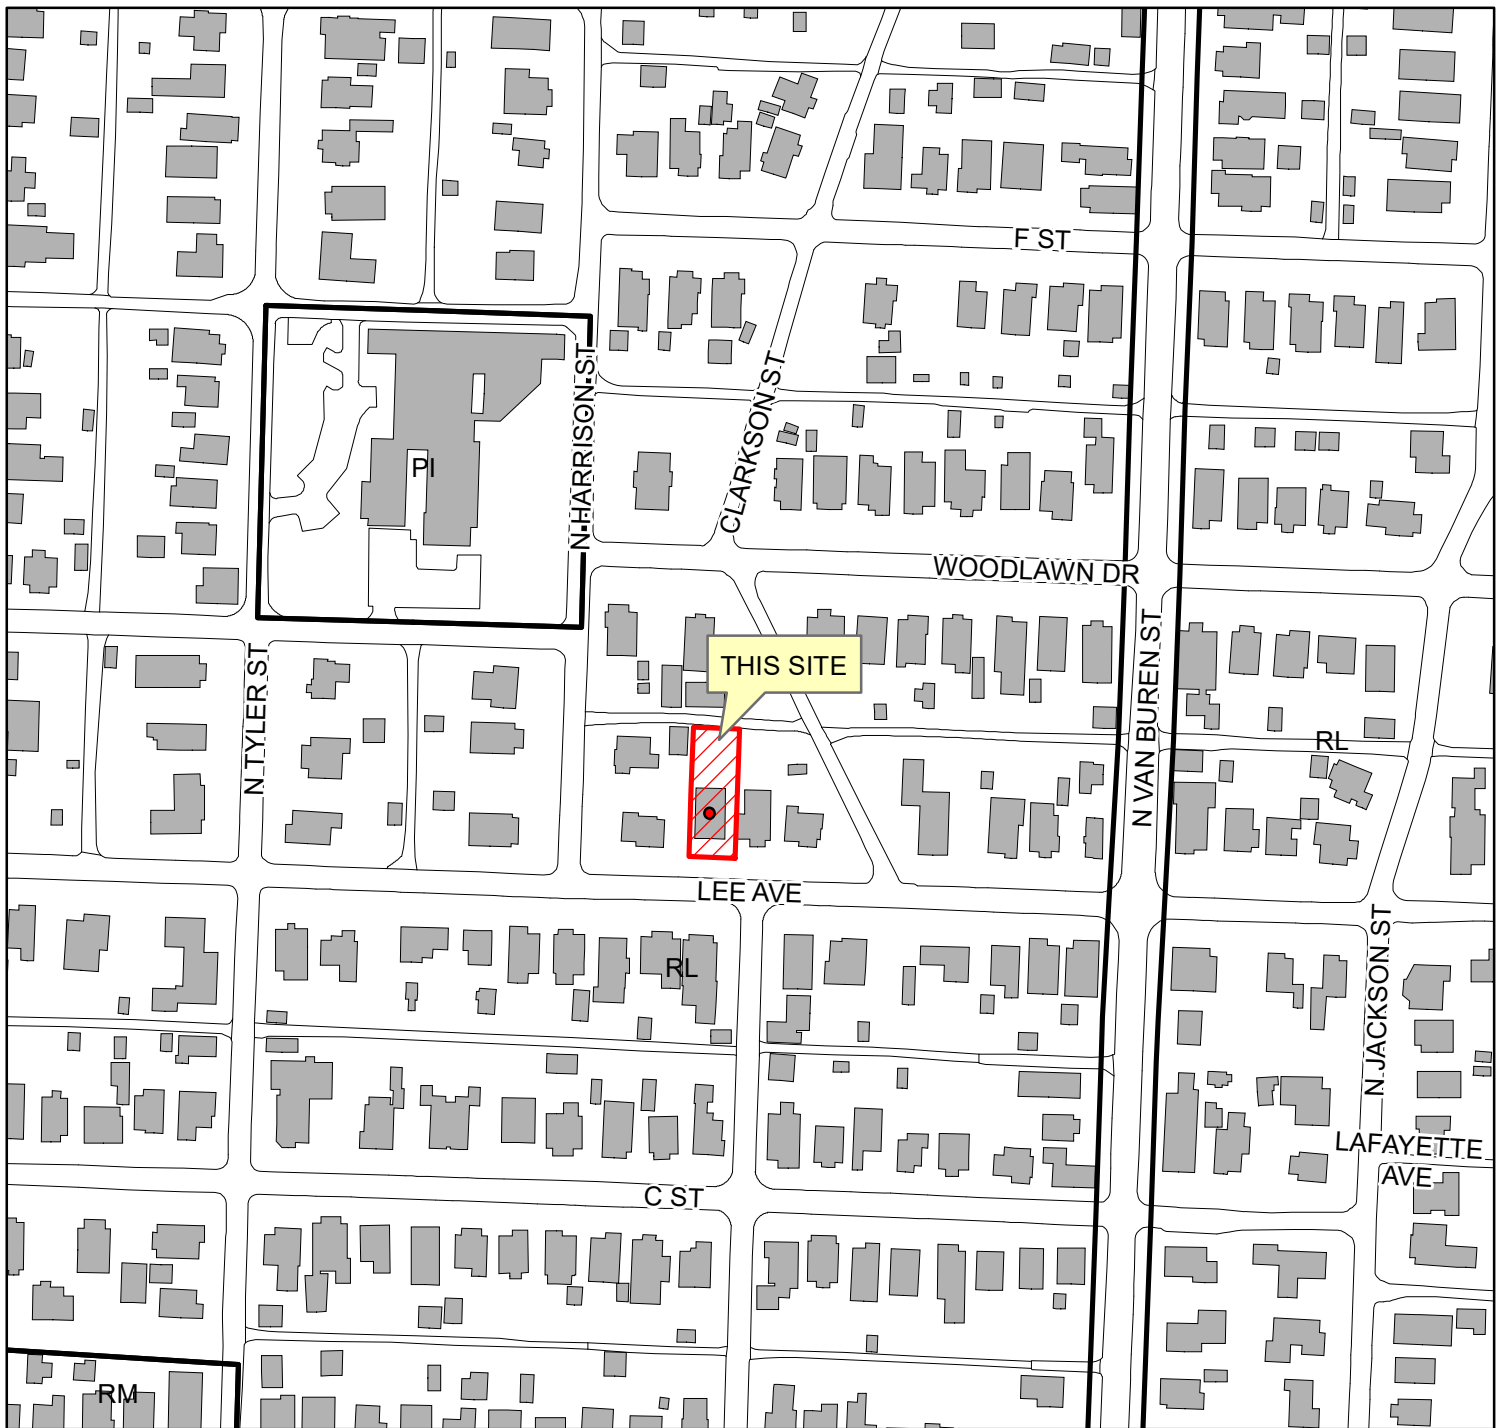 F ST
N HARRISON ST
CLARKSON ST
PI
WOODLAWN DR
THIS SITE
N TYLER ST
N VAN BUREN ST
RL
LEE AVE
RL
N JACKSON ST
LAFAYETTE
AVE
C ST
RM